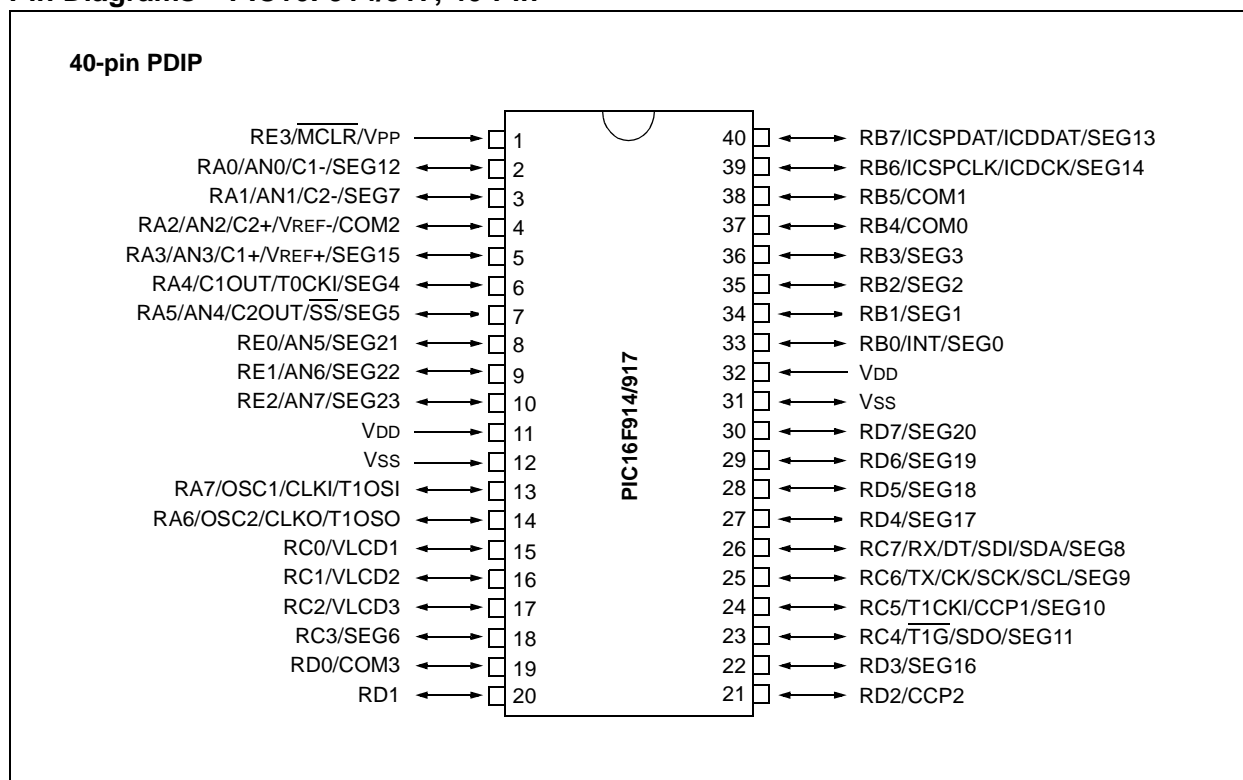 40-pin PDIP
RE3/MCLR/VPP 1
RA0/AN0/C1-/SEG12 2
RA1/AN1/C2-/SEG7 3
RA2/AN2/C2+/VREF-/COM2 4
RA3/AN3/C1+/VREF+/SEG15 5
RA4/C1OUT/T0CKI/SEG4 6
RA5/AN4/C2OUT/SS/SEG5 7
RE0/AN5/SEG21 8
RE1/AN6/SEG22 9
RE2/AN7/SEG23 10
VDD 11
VSS 12
RA7/OSC1/CLKI/T1OSI 13
RA6/OSC2/CLKO/T1OSO 14
RC0/VLCD1 15
RC1/VLCD2 16
RC2/VLCD3 17
RC3/SEG6 18
RD0/COM3 19
RD1 20
PIC16F914/917
40 RB7/ICSPDAT/ICDDAT/SEG13
39 RB6/ICSPCLK/ICDCK/SEG14
38 RB5/COM1
37 RB4/COM0
36 RB3/SEG3
35 RB2/SEG2
34 RB1/SEG1
33 RB0/INT/SEG0
32 VDD
31 VSS
30 RD7/SEG20
29 RD6/SEG19
28 RD5/SEG18
27 RD4/SEG17
26 RC7/RX/DT/SDI/SDA/SEG8
25 RC6/TX/CK/SCK/SCL/SEG9
24 RC5/T1CKI/CCP1/SEG10
23 RC4/T1G/SDO/SEG11
22 RD3/SEG16
21 RD2/CCP2